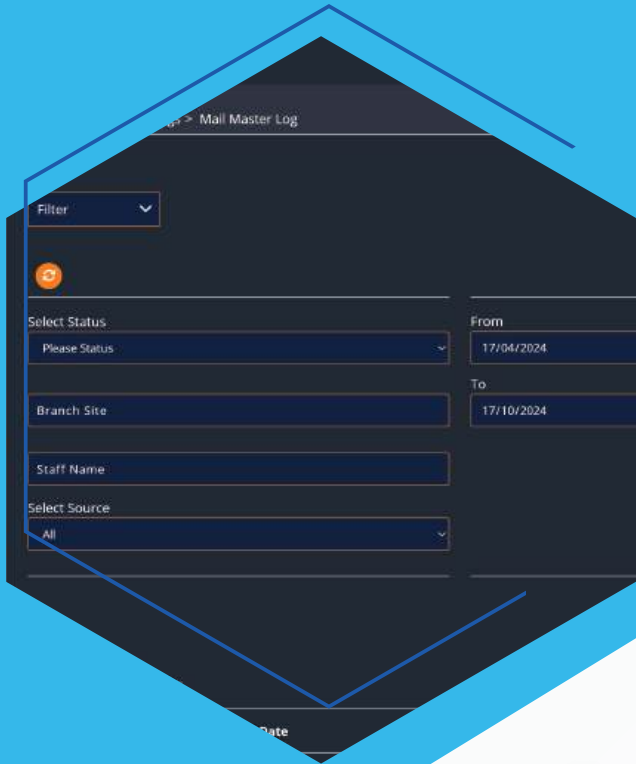 > Mail Master Log
Filter
Select Status
Please Status
Branch Site
Staff Name
Select Source
All
From
17/04/2024
To
17/10/2024